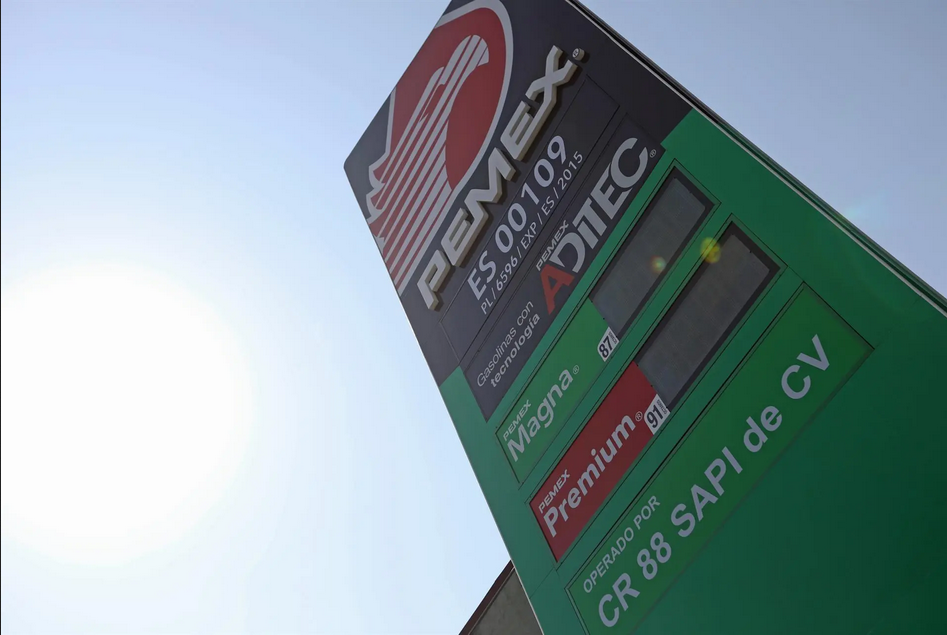 PEMEX®
ES 00109
PL / 6596 / EXP / ES / 2015
Gasolinas con
tecnología
PEMEX
ADITEC®
PEMEX
Magna®
87
PEMEX
Premium®
91
OPERADO POR
CR 88 SAPI de CV